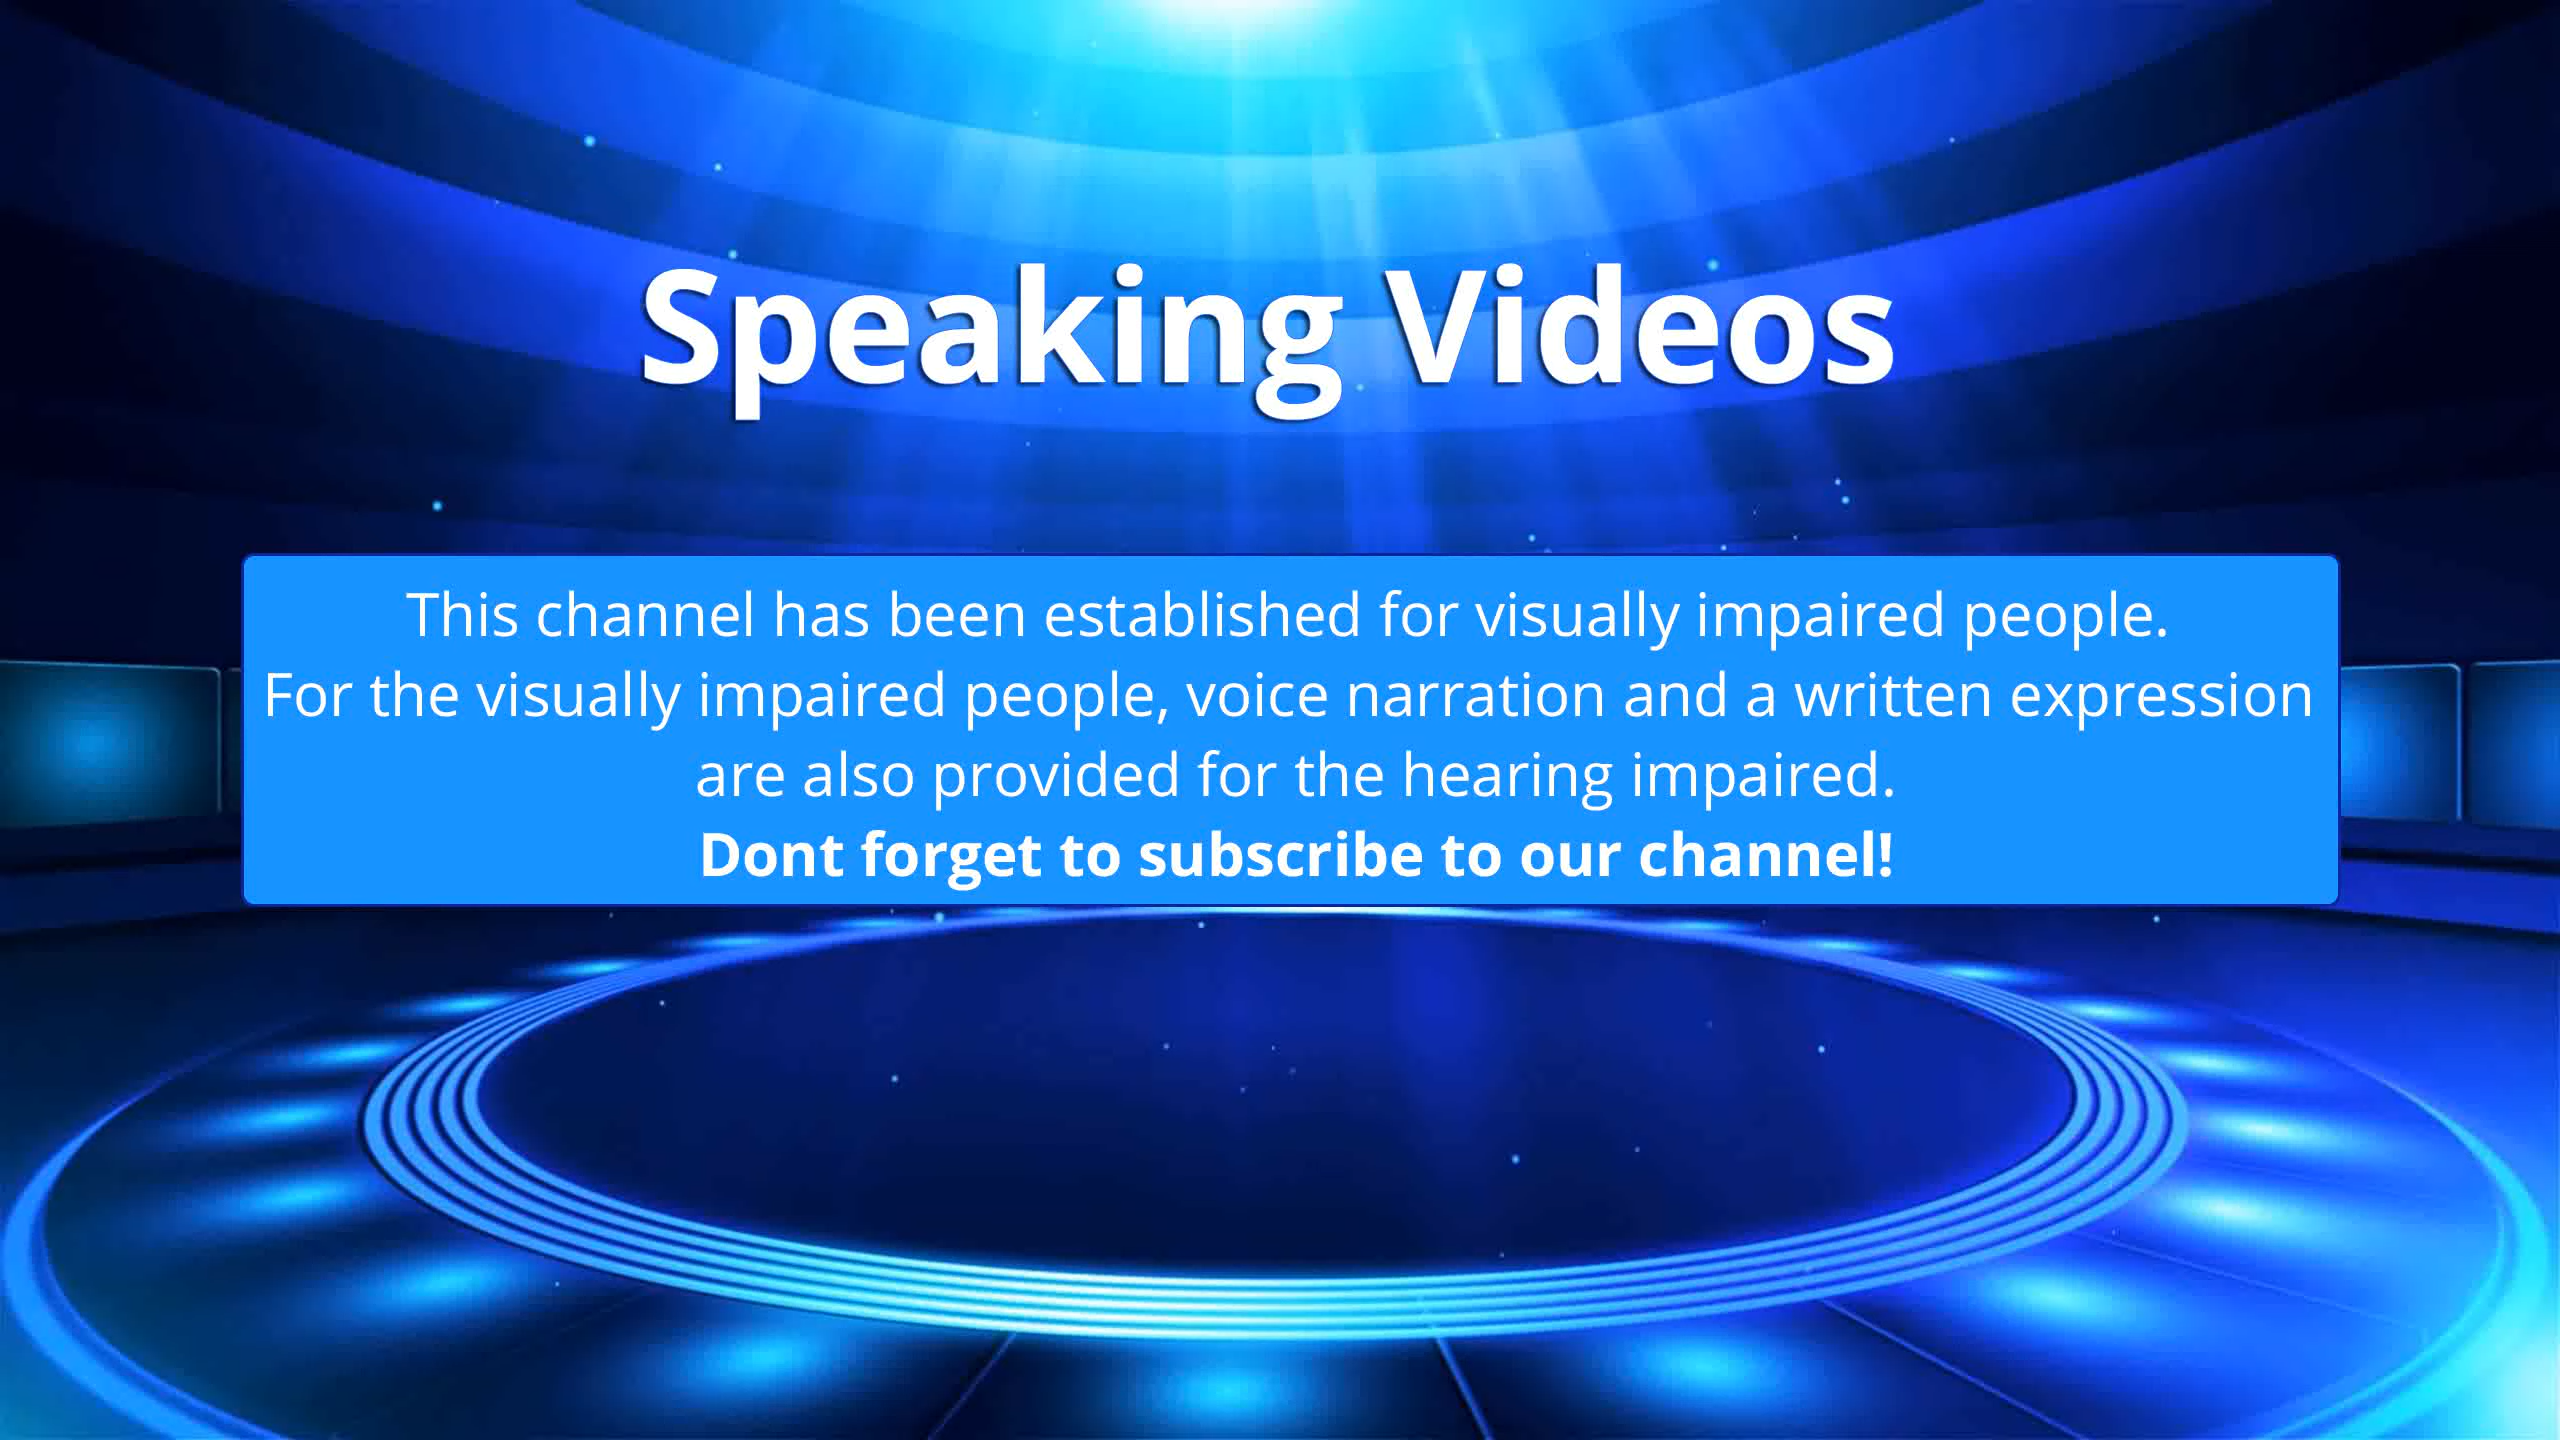 Speaking Videos
This channel has been established for visually impaired people.
For the visually impaired people, voice narration and a written expression
are also provided for the hearing impaired.
Dont forget to subscribe to our channel!